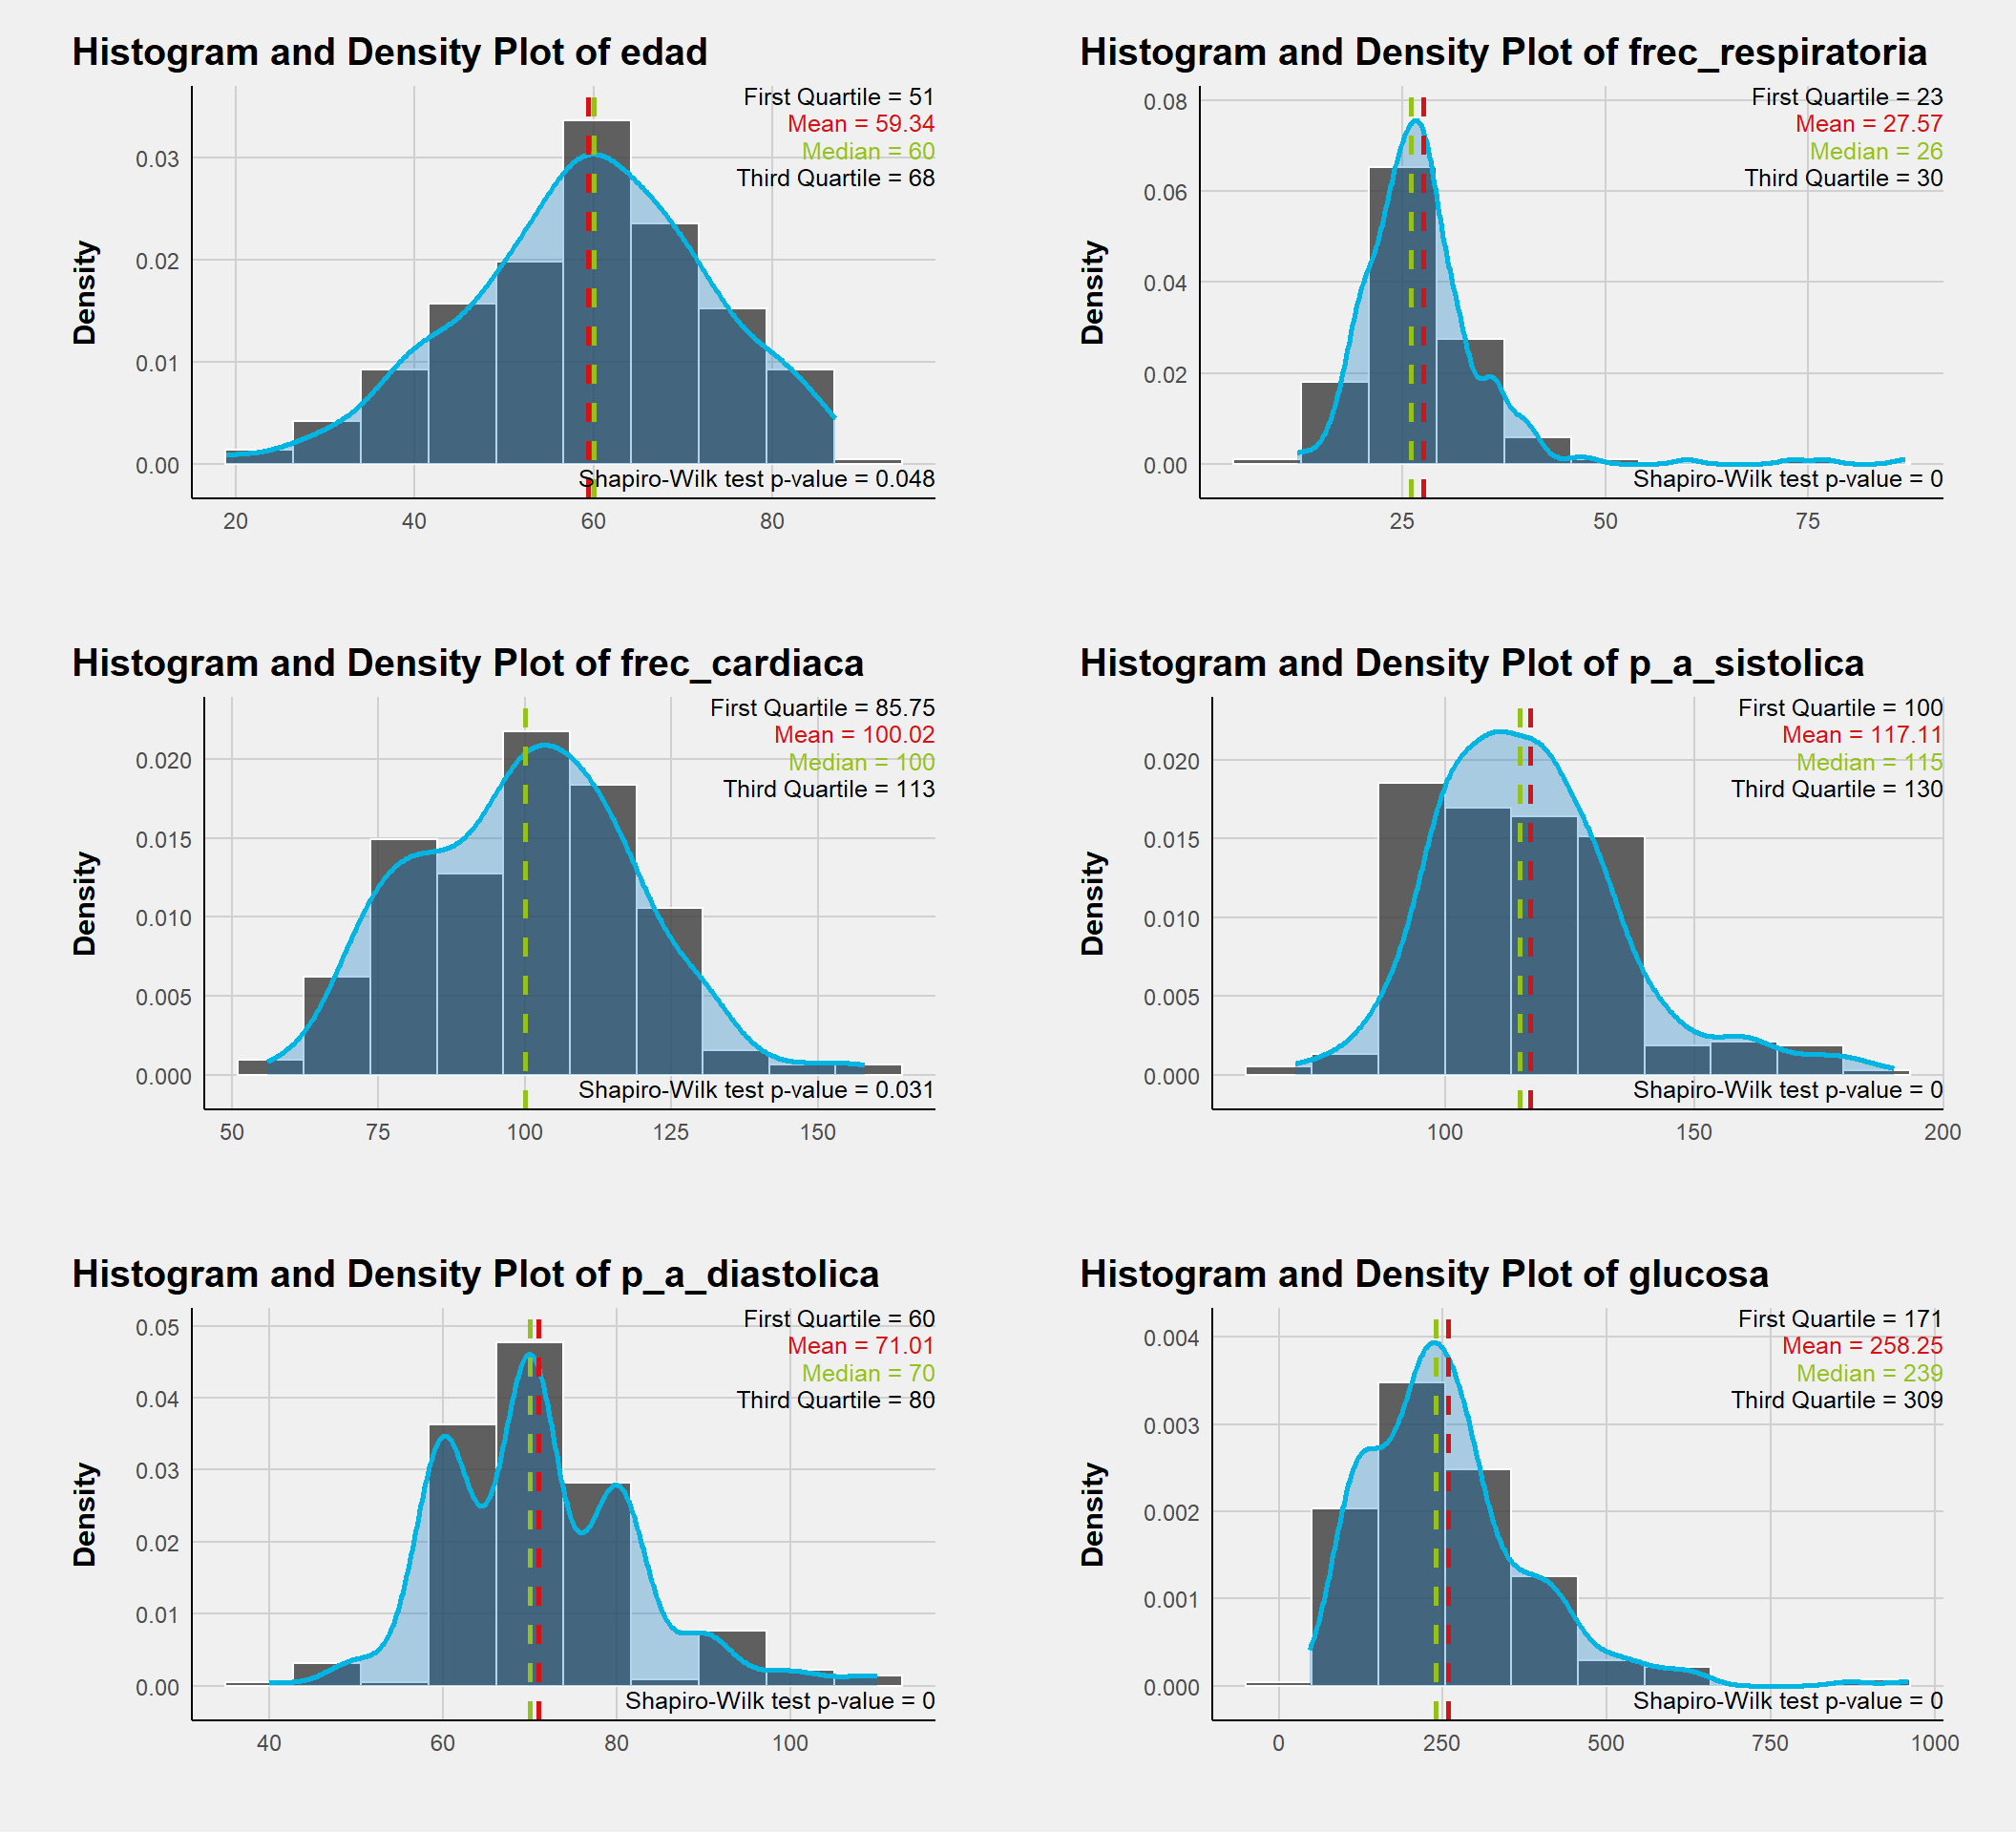 Histogram and Density Plot of edad
First Quartile = 51
Mean = 59.34
Median = 60
Third Quartile = 68
Density
0.03
0.02
0.01
0.00
Shapiro-Wilk test p-value = 0.048
20 40 60 80
Histogram and Density Plot of frec_respiratoria
First Quartile = 23
Mean = 27.57
Median = 26
Third Quartile = 30
Density
0.08
0.06
0.04
0.02
0.00
Shapiro-Wilk test p-value = 0
25 50 75
Histogram and Density Plot of frec_cardiaca
First Quartile = 85.75
Mean = 100.02
Median = 100
Third Quartile = 113
Density
0.020
0.015
0.010
0.005
0.000
Shapiro-Wilk test p-value = 0.031
50 75 100 125 150
Histogram and Density Plot of p_a_sistolica
First Quartile = 100
Mean = 117.11
Median = 115
Third Quartile = 130
Density
0.020
0.015
0.010
0.005
0.000
Shapiro-Wilk test p-value = 0
100 150 200
Histogram and Density Plot of p_a_diastolica
First Quartile = 60
Mean = 71.01
Median = 70
Third Quartile = 80
Density
0.05
0.04
0.03
0.02
0.01
0.00
Shapiro-Wilk test p-value = 0
40 60 80 100
Histogram and Density Plot of glucosa
First Quartile = 171
Mean = 258.25
Median = 239
Third Quartile = 309
Density
0.004
0.003
0.002
0.001
0.000
Shapiro-Wilk test p-value = 0
0 250 500 750 1000